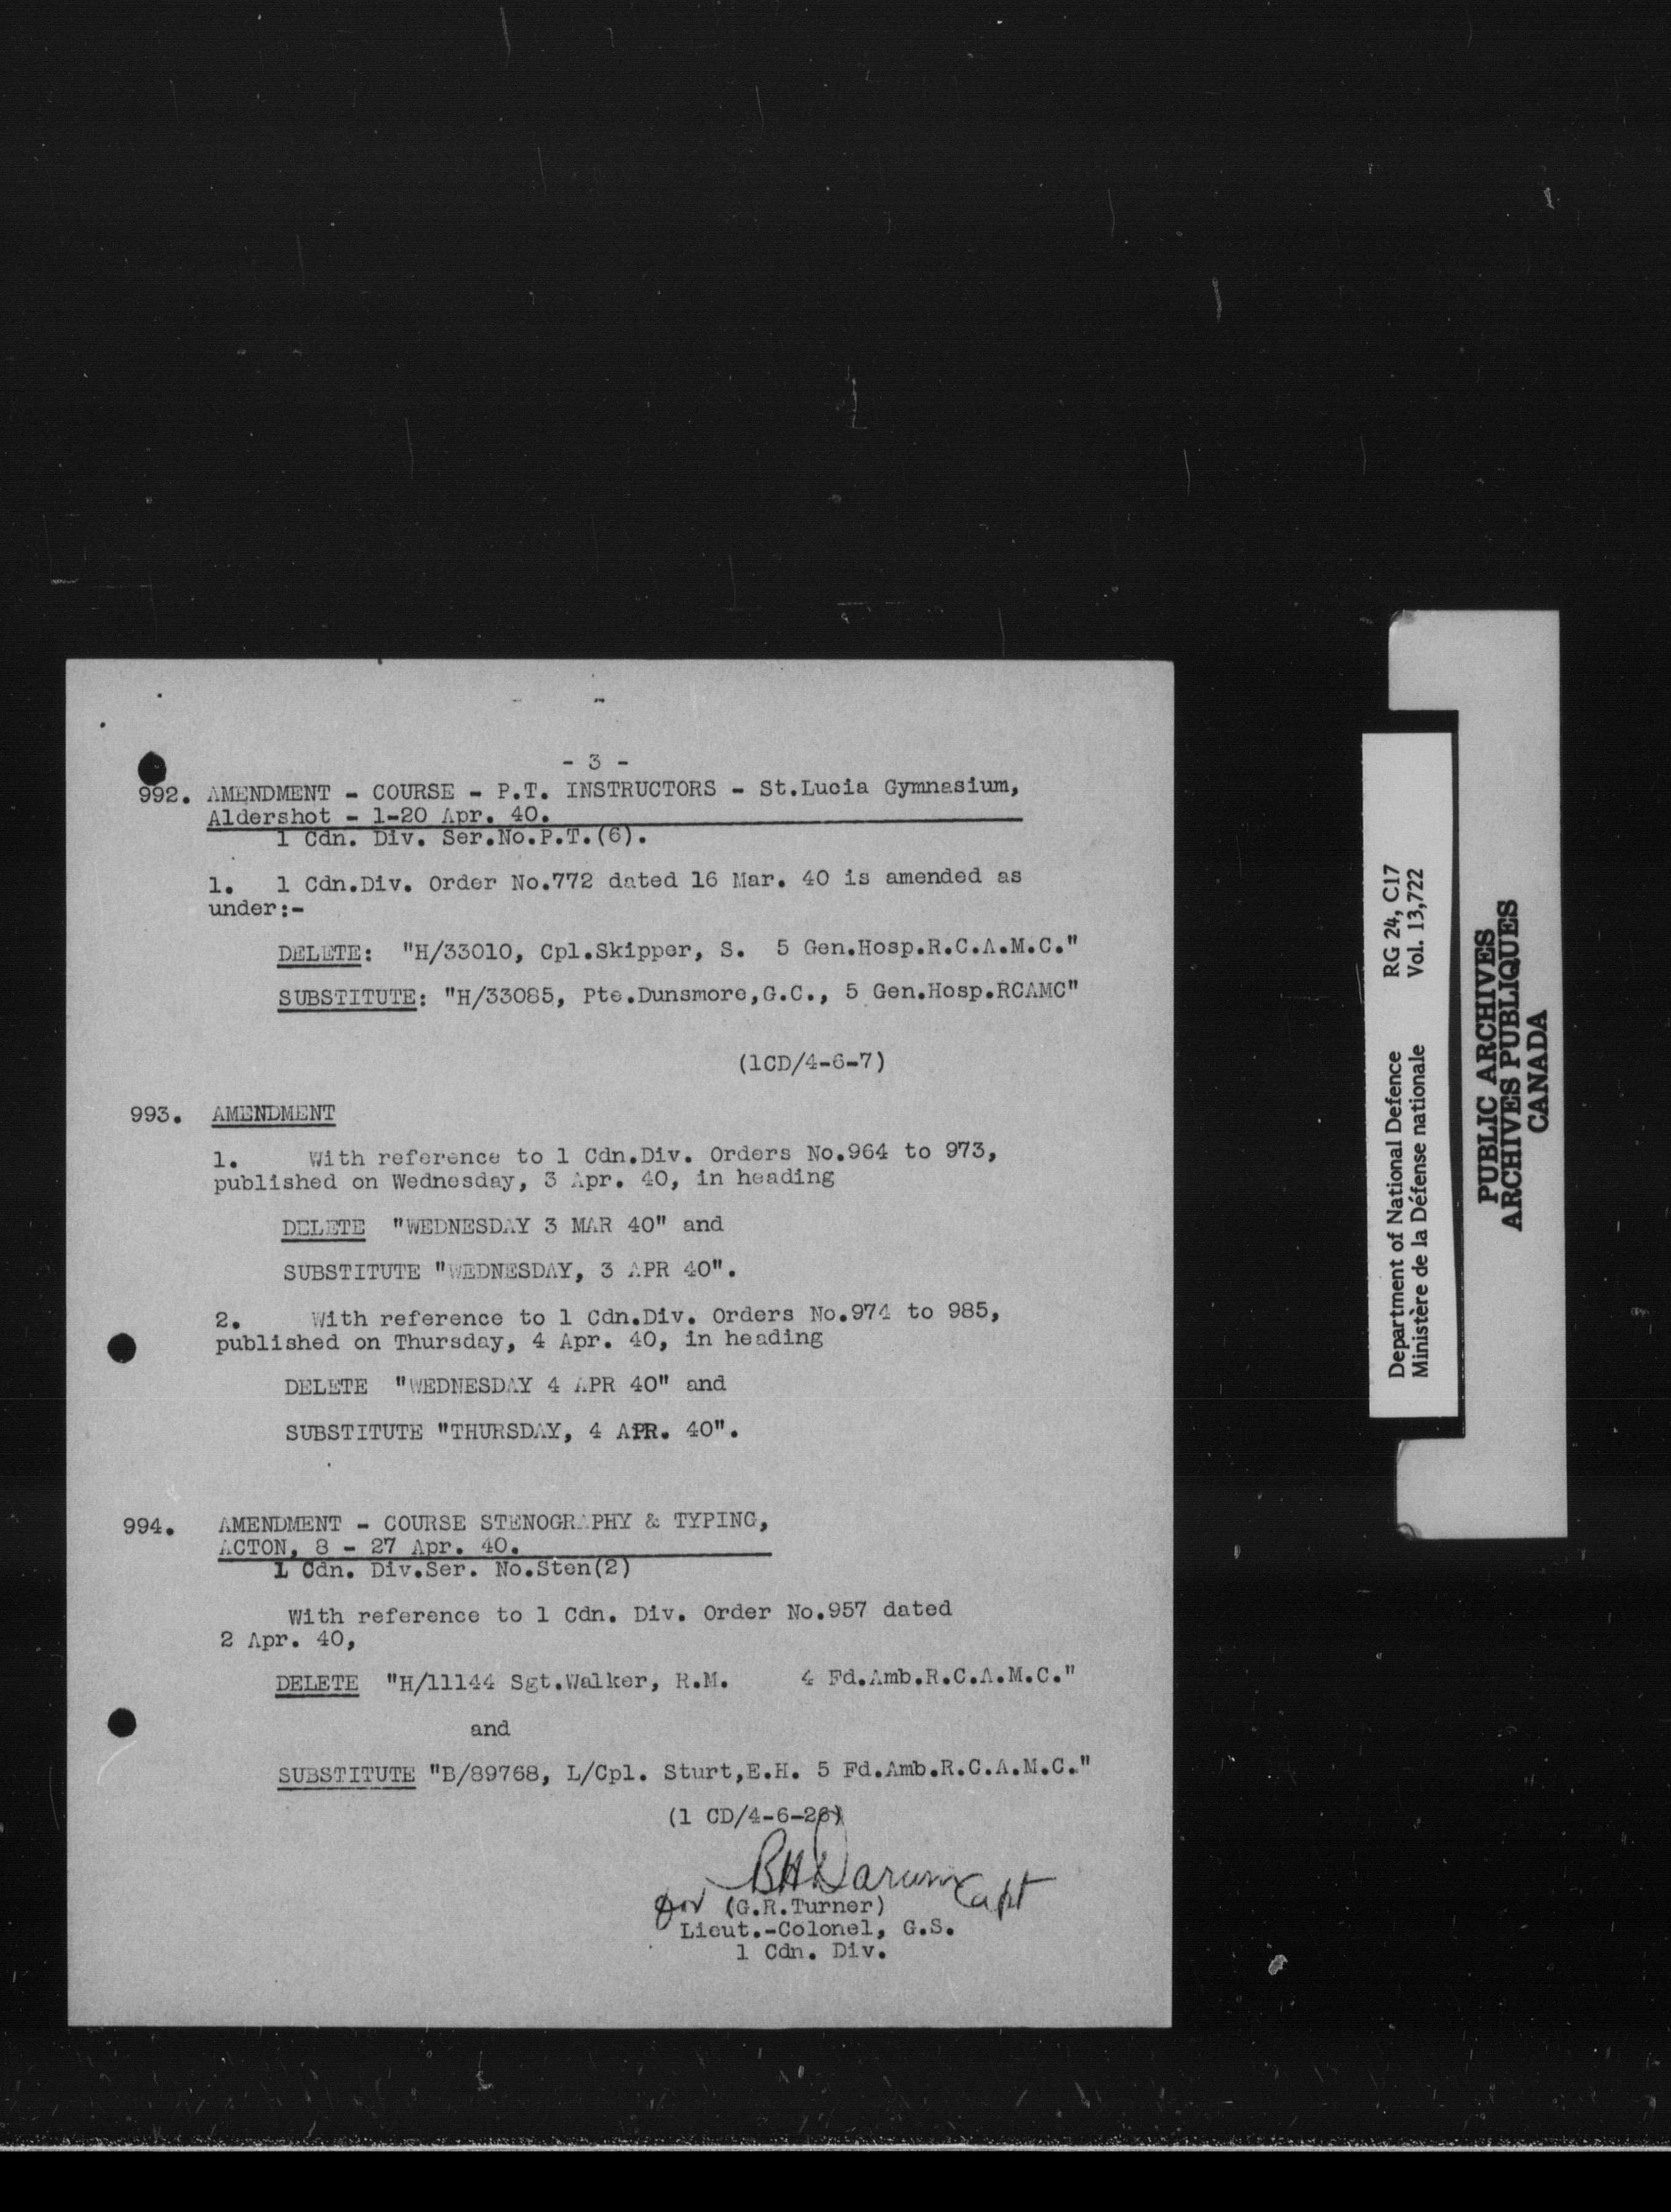 - 3 -
992. AMENDMENT - COURSE - P.T. INSTRUCTORS - St.Lucia Gymnasium,
Aldershot - 1-20 Apr. 40.
1 Cdn. Div. Ser.No.P.T.(6).
1. 1 Cdn.Div. Order No.772 dated 16 Mar. 40 is amended as
under:-
DELETE: "H/33010, Cpl.Skipper, S. 5 Gen.Hosp.R.C.A.M.C."
SUBSTITUTE: "H/33085, Pte.Dunsmore,G.C., 5 Gen.Hosp.RCAMC"
(1CD/4-6-7)
993. AMENDMENT
1. With reference to 1 Cdn.Div. Orders No.964 to 973,
published on Wednesday, 3 Apr. 40, in heading
DELETE "WEDNESDAY 3 MAR 40" and
SUBSTITUTE "WEDNESDAY, 3 APR 40".
2. With reference to 1 Cdn.Div. Orders No.974 to 985,
published on Thursday, 4 Apr. 40, in heading
DELETE "WEDNESDAY 4 APR 40" and
SUBSTITUTE "THURSDAY, 4 APR. 40".
994. AMENDMENT - COURSE STENOGRAPHY & TYPING,
ACTON, 8 - 27 Apr. 40.
1 Cdn. Div.Ser. No.Sten(2)
With reference to 1 Cdn. Div. Order No.957 dated
2 Apr. 40,
DELETE "H/11144 Sgt.Walker, R.M. 4 Fd.Amb.R.C.A.M.C."
and
SUBSTITUTE "B/89768, L/Cpl. Sturt,E.H. 5 Fd.Amb.R.C.A.M.C."
(1 CD/4-6-26)
Capt
for (G.R.Turner)
Lieut.-Colonel, G.S.
1 Cdn. Div.
Department of National Defence RG 24, C17
Ministère de la Défense nationale Vol. 13,722
PUBLIC ARCHIVES
ARCHIVES PUBLIQUES
CANADA